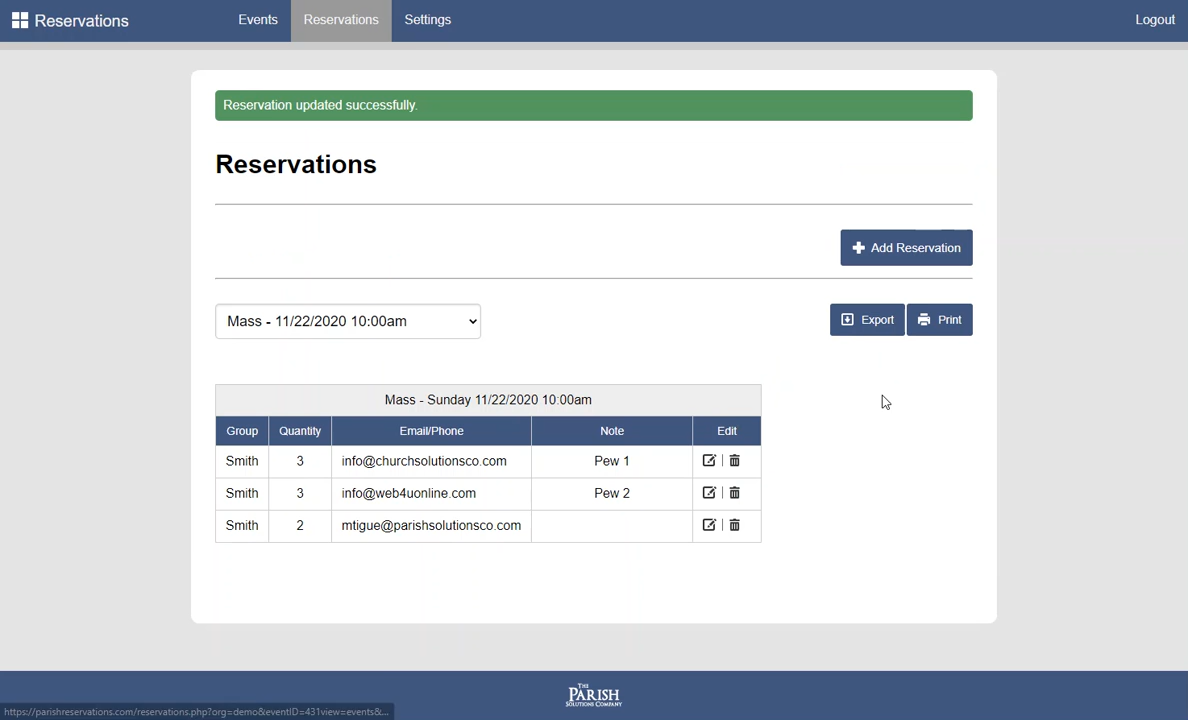 Reservations Events Reservations Settings Logout
Reservation updated successfully.
Reservations
Add Reservation
Mass - 11/22/2020 10:00am Export Print
Mass - Sunday 11/22/2020 10:00am
Group Quantity Email/Phone Note Edit
Smith 3 info@churchsolutionsco.com Pew 1
Smith 3 info@web4uonline.com Pew 2
Smith 2 mtigue@parishsolutionsco.com
THE
PARISH
SOLUTIONS COMPANY
https://parishreservations.com/reservations.php?org=demo&eventID=431view=events&...